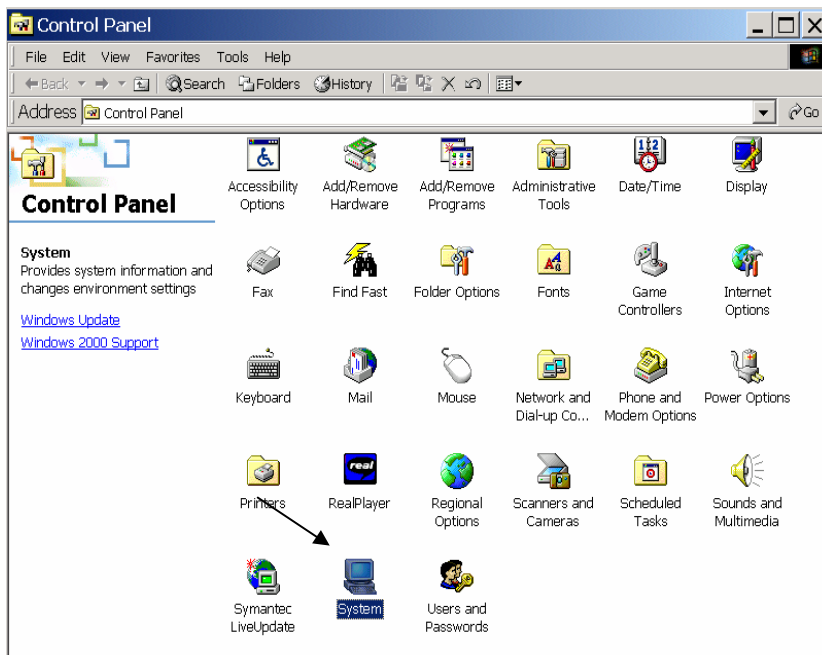 Control Panel
File Edit View Favorites Tools Help
Back Search Folders History
Address Control Panel Go
Control Panel
System
Provides system information and
changes environment settings
Windows Update
Windows 2000 Support
Accessibility
Options
Add/Remove
Hardware
Add/Remove
Programs
Administrative
Tools
Date/Time
Display
Fax
Find Fast
Folder Options
Fonts
Game
Controllers
Internet
Options
Keyboard
Mail
Mouse
Network and
Dial-up Co...
Phone and
Modem Options
Power Options
Printers
real
RealPlayer
Regional
Options
Scanners and
Cameras
Scheduled
Tasks
Sounds and
Multimedia
Symantec
LiveUpdate
System
Users and
Passwords